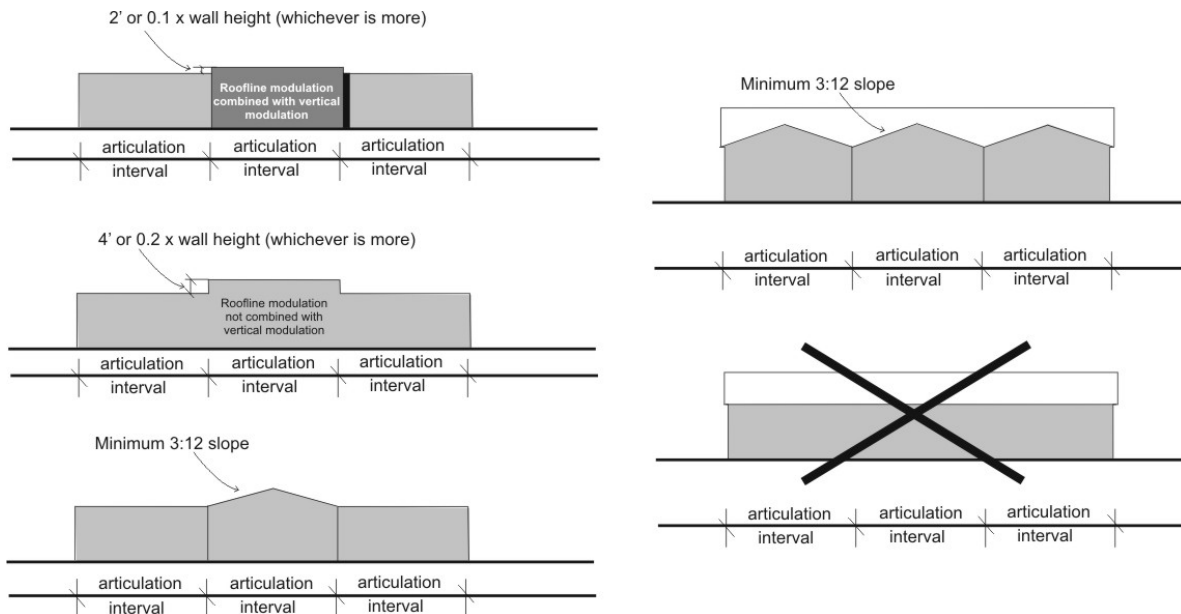 2' or 0.1 x wall height (whichever is more)
Roofline modulation
combined with vertical
modulation
articulation articulation articulation
interval interval interval
4' or 0.2 x wall height (whichever is more)
Roofline modulation
not combined with
vertical modulation
articulation articulation articulation
interval interval interval
Minimum 3:12 slope
articulation articulation articulation
interval interval interval
Minimum 3:12 slope
articulation articulation articulation
interval interval interval
articulation articulation articulation
interval interval interval